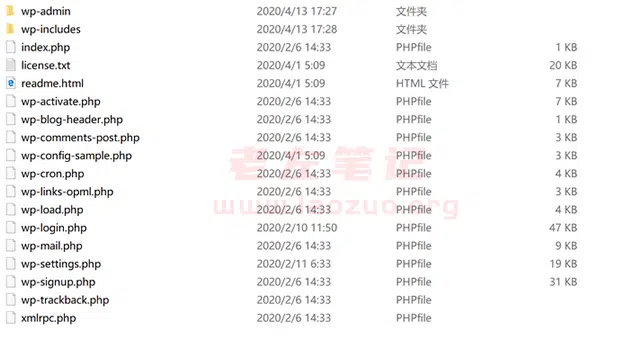 wp-admin 2020/4/13 17:27 文件夹
wp-includes 2020/4/13 17:28 文件夹
index.php 2020/2/6 14:33 PHPfile 1 KB
license.txt 2020/4/1 5:09 文本文档 20 KB
readme.html 2020/4/1 5:09 HTML 文件 7 KB
wp-activate.php 2020/2/6 14:33 PHPfile 7 KB
wp-blog-header.php 2020/2/6 14:33 PHPfile 1 KB
wp-comments-post.php 2020/2/6 14:33 PHPfile 3 KB
wp-config-sample.php 2020/4/1 5:09 PHPfile 3 KB
老左笔记
wp-cron.php 2020/2/6 14:33 PHPfile 4 KB
wp-links-opml.php 2020/2/6 14:33 PHPfile 3 KB
wp-load.php 2020/2/6 14:33 PHPfile 4 KB
www.laozuo.org
wp-login.php 2020/2/10 11:50 PHPfile 47 KB
wp-mail.php 2020/2/6 14:33 PHPfile 9 KB
wp-settings.php 2020/2/11 6:33 PHPfile 19 KB
wp-signup.php 2020/2/6 14:33 PHPfile 31 KB
wp-trackback.php 2020/2/6 14:33 PHPfile
xmlrpc.php 2020/2/6 14:33 PHPfile